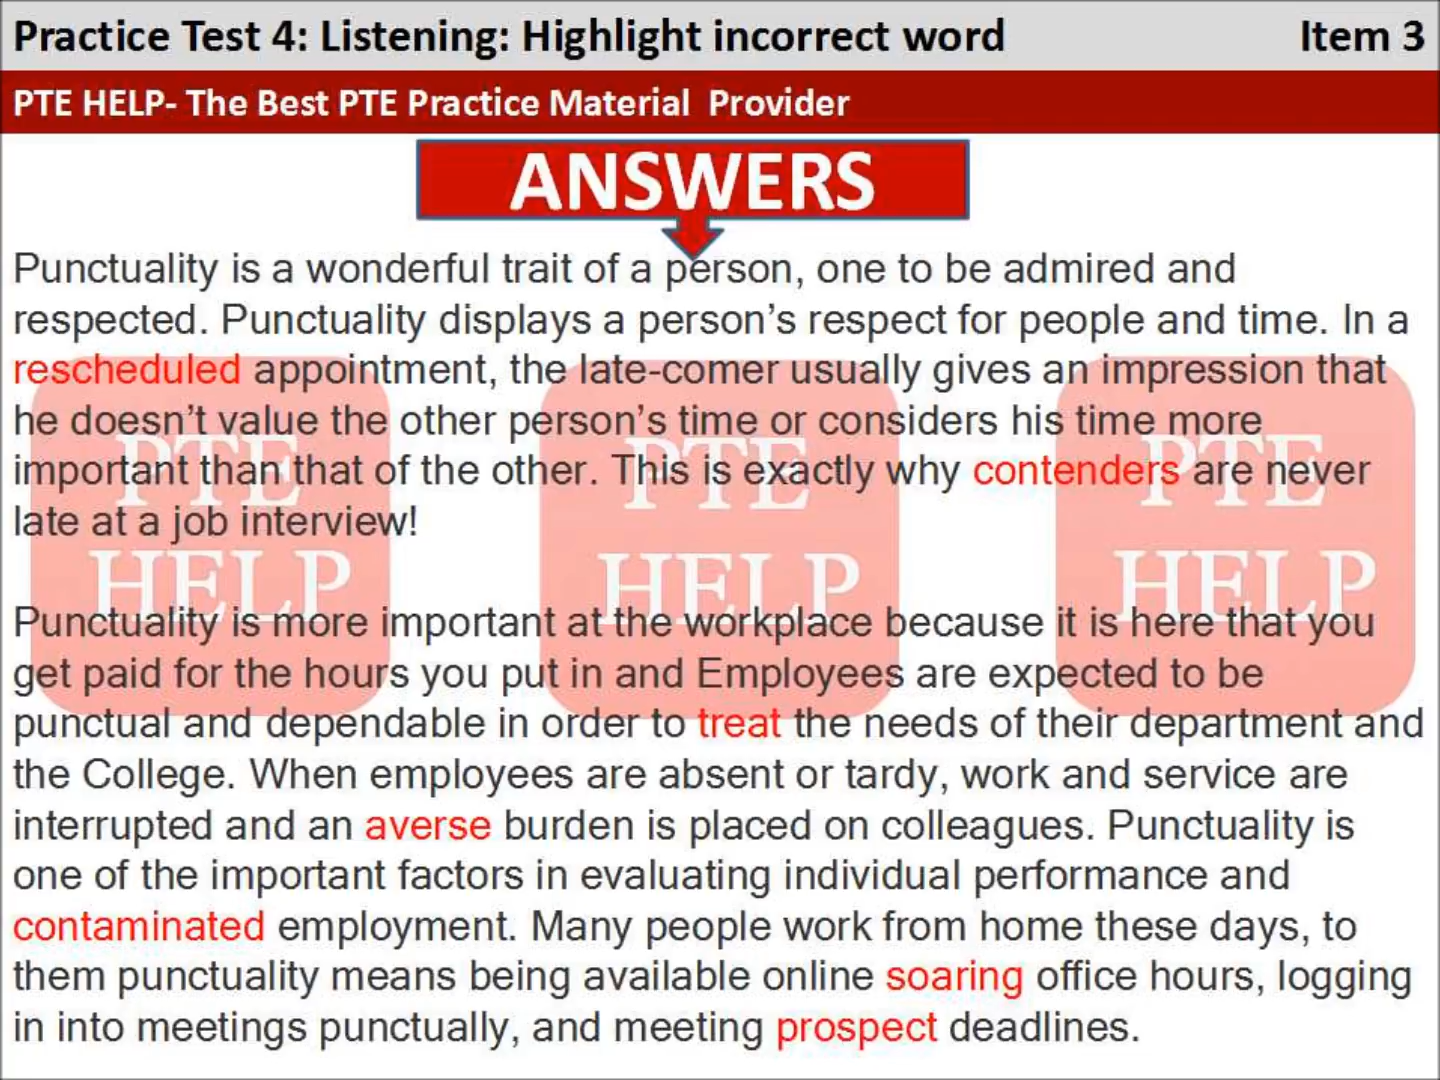 Practice Test 4: Listening: Highlight incorrect word Item 3
PTE HELP- The Best PTE Practice Material Provider
ANSWERS
Punctuality is a wonderful trait of a person, one to be admired and
respected. Punctuality displays a person's respect for people and time. In a
rescheduled appointment, the late-comer usually gives an impression that
he doesn't value the other person's time or considers his time more
important than that of the other. This is exactly why contenders are never
late at a job interview!
PTE HELP
PTE HELP
PTE HELP
Punctuality is more important at the workplace because it is here that you
get paid for the hours you put in and Employees are expected to be
punctual and dependable in order to treat the needs of their department and
the College. When employees are absent or tardy, work and service are
interrupted and an averse burden is placed on colleagues. Punctuality is
one of the important factors in evaluating individual performance and
contaminated employment. Many people work from home these days, to
them punctuality means being available online soaring office hours, logging
in into meetings punctually, and meeting prospect deadlines.